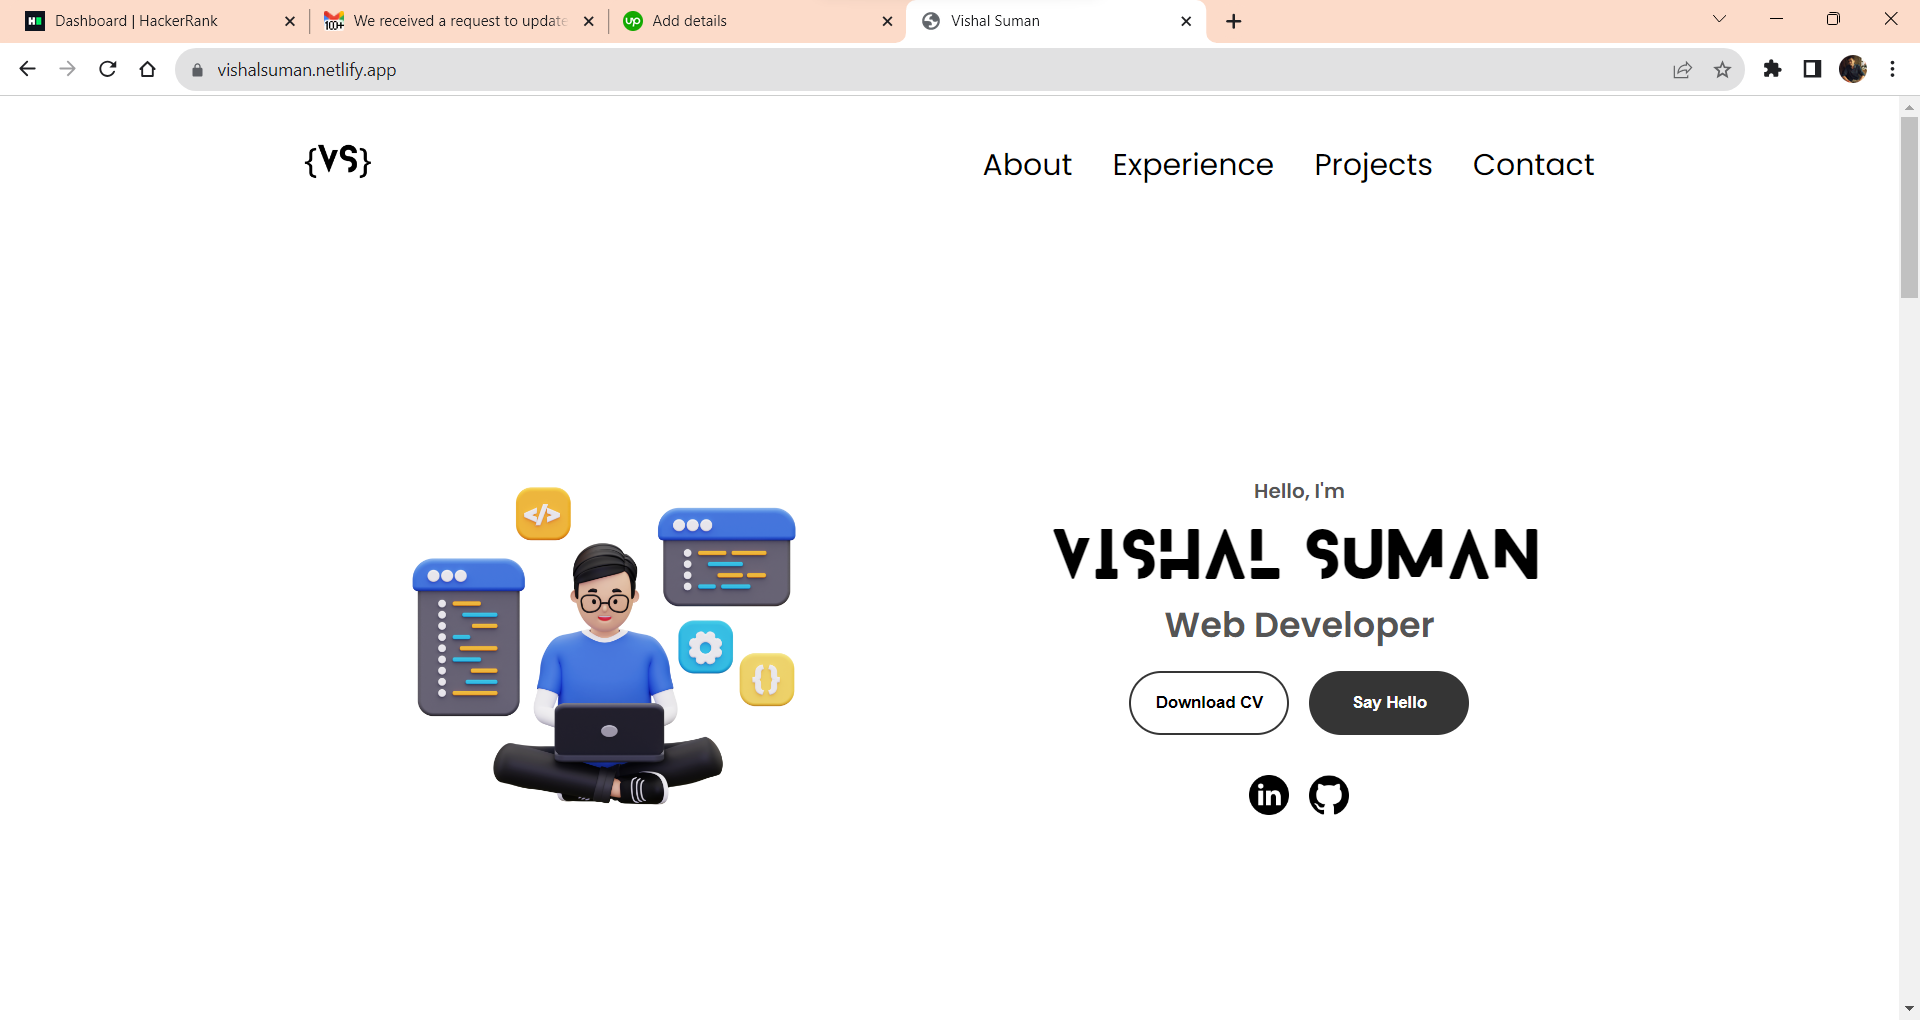 Dashboard | HackerRank
We received a request to update
Add details
Vishal Suman
vishalsuman.netlify.app
{VS}
About Experience Projects Contact
Hello, I'm
VISHAL SUMAN
Web Developer
Download CV
Say Hello